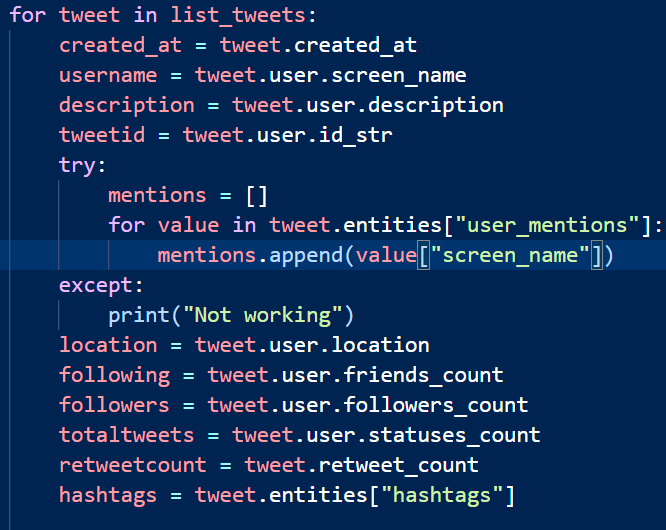 for tweet in list_tweets:
    created_at = tweet.created_at
    username = tweet.user.screen_name
    description = tweet.user.description
    tweetid = tweet.user.id_str
    try:
        mentions = []
        for value in tweet.entities["user_mentions"]:
            mentions.append(value["screen_name"])
    except:
        print("Not working")
    location = tweet.user.location
    following = tweet.user.friends_count
    followers = tweet.user.followers_count
    totaltweets = tweet.user.statuses_count
    retweetcount = tweet.retweet_count
    hashtags = tweet.entities["hashtags"]